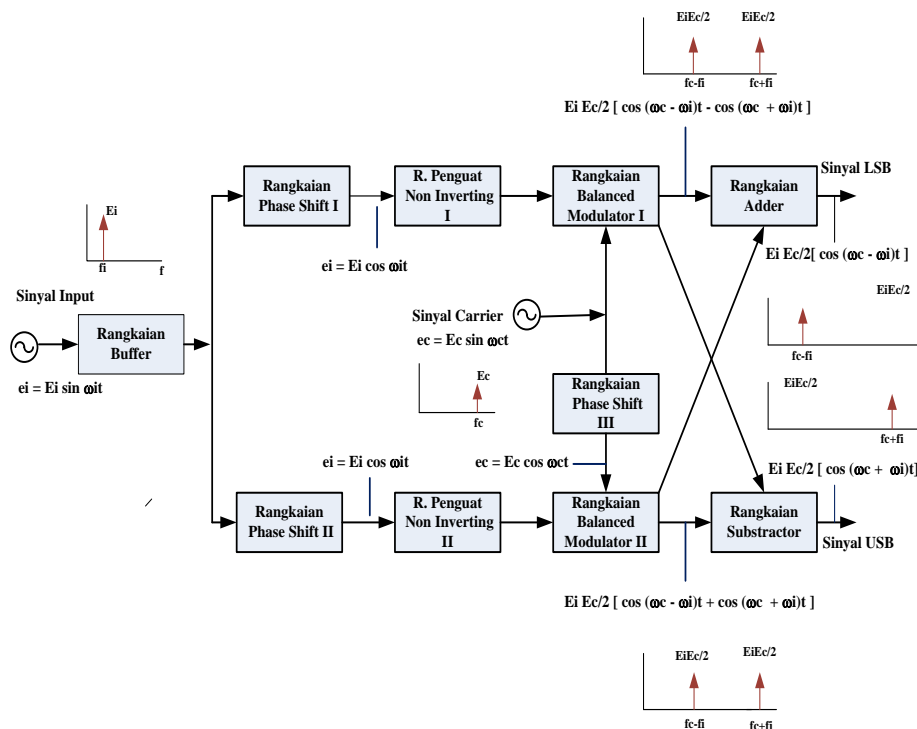 EiEc/2 EiEc/2
fc-fi fc+fi
Ei Ec/2 [ cos (ωc - ωi)t - cos (ωc + ωi)t ]
Rangkaian
Phase Shift I
R. Penguat
Non Inverting
I
Rangkaian
Balanced
Modulator I
Rangkaian
Adder
Sinyal LSB
Ei
fi f
ei = Ei cos ωit
Ei Ec/2[ cos (ωc - ωi)t ]
EiEc/2
fc-fi
Sinyal Input
Rangkaian
Buffer
ei = Ei sin ωit
Sinyal Carrier
ec = Ec sin ωct
Ec
fc
Rangkaian
Phase Shift
III
EiEc/2
fc+fi
ei = Ei cos ωit
ec = Ec cos ωct
Ei Ec/2 [ cos (ωc + ωi)t]
Rangkaian
Phase Shift II
R. Penguat
Non Inverting
II
Rangkaian
Balanced
Modulator II
Rangkaian
Substractor
Sinyal USB
Ei Ec/2 [ cos (ωc - ωi)t + cos (ωc + ωi)t ]
EiEc/2 EiEc/2
fc-fi fc+fi